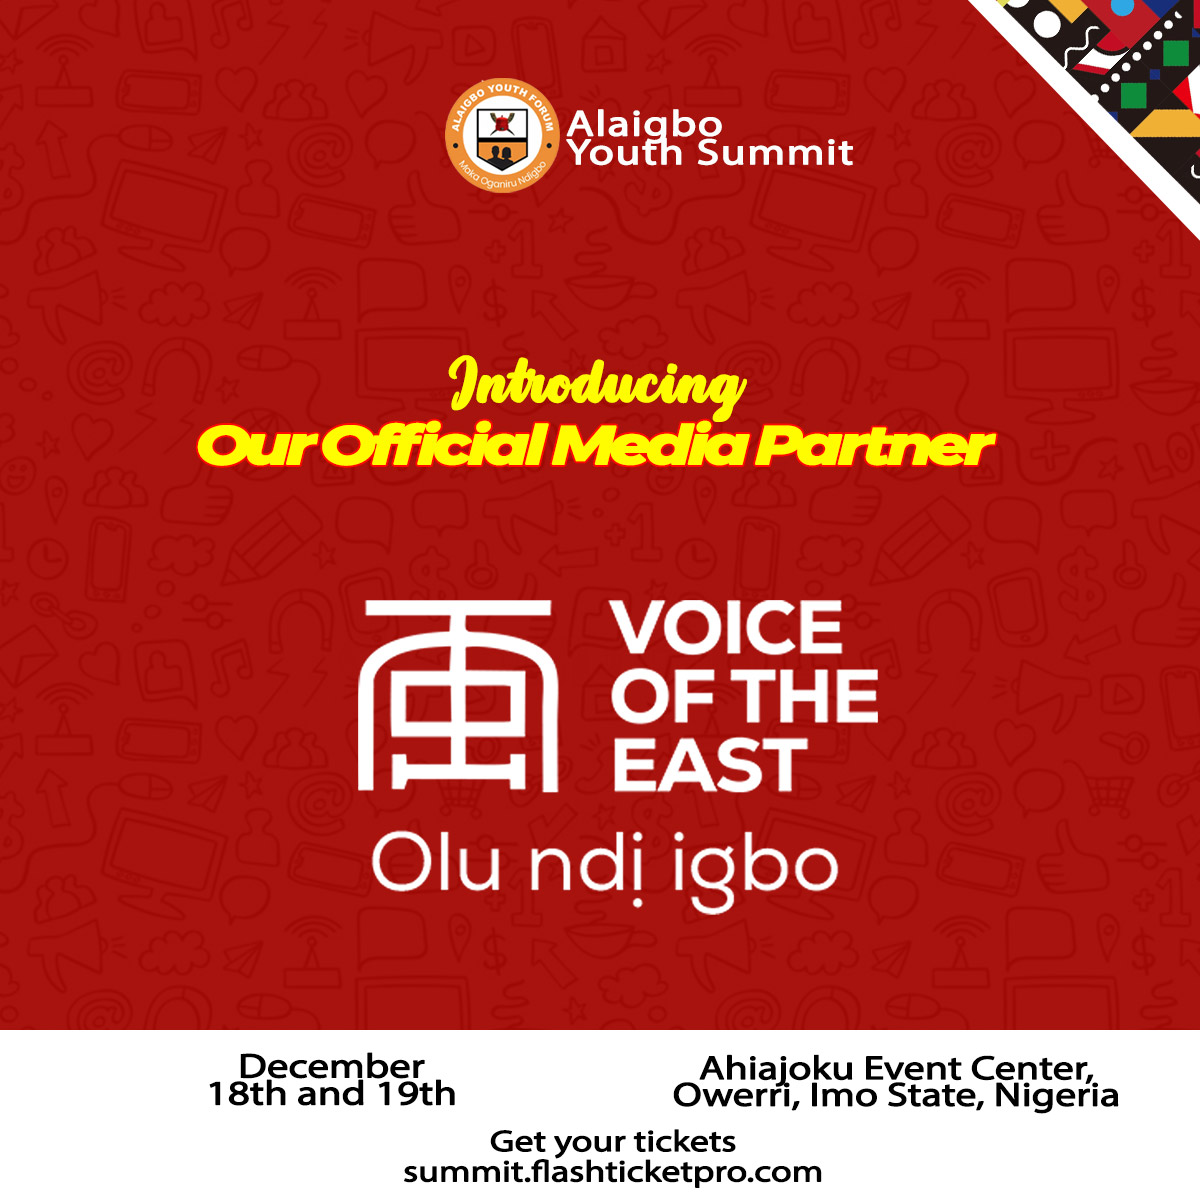 ALAIGBO YOUTH FORUM
Maka Oganiru Ndigbo
Alaigbo
Youth Summit
Introducing
Our Official Media Partner
VOICE
OF THE
EAST
Olu ndị igbo
December
18th and 19th
Ahiajoku Event Center,
Owerri, Imo State, Nigeria
Get your tickets
summit.flashticketpro.com